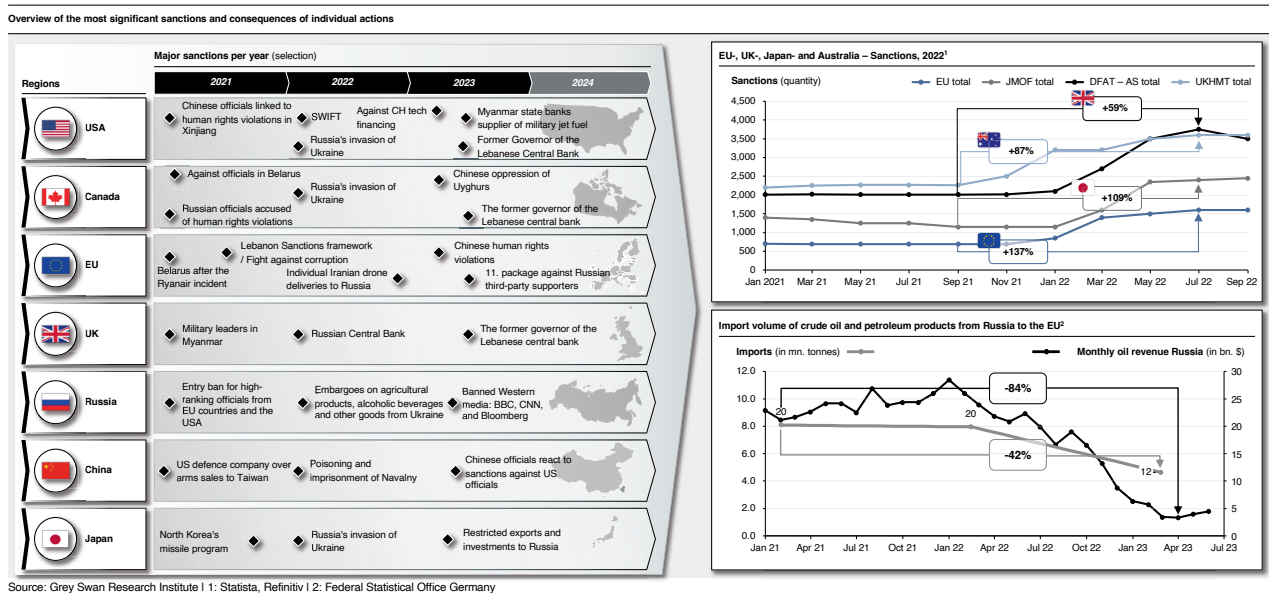 Overview of the most significant sanctions and consequences of individual actions
Major sanctions per year (selection)
Regions
2021
2022
2023
2024
USA
Chinese officials linked to
human rights violations in
Xinjiang
SWIFT
Russia's invasion of
Ukraine
Against CH tech
financing
Myanmar state banks
supplier of military jet fuel
Former Governor of the
Lebanese Central Bank
Canada
Against officials in Belarus
Russian officials accused
of human rights violations
Russia's invasion of
Ukraine
Chinese oppression of
Uyghurs
The former governor of the
Lebanese central bank
EU
Belarus after the
Ryanair incident
Lebanon Sanctions framework
/ Fight against corruption
Individual Iranian drone
deliveries to Russia
Chinese human rights
violations
11. package against Russian
third-party supporters
UK
Military leaders in
Myanmar
Russian Central Bank
The former governor of the
Lebanese central bank
Russia
Entry ban for high-
ranking officials from
EU countries and the
USA
Embargoes on agricultural
products, alcoholic beverages
and other goods from Ukraine
Banned Western
media: BBC, CNN,
and Bloomberg
China
US defence company over
arms sales to Taiwan
Poisoning and
imprisonment of Navalny
Chinese officials react to
sanctions against US
officials
Japan
North Korea's
missile program
Russia's invasion of
Ukraine
Restricted exports and
investments to Russia
EU-, UK-, Japan- and Australia – Sanctions, 2022¹
Sanctions (quantity)
EU total
JMOF total
DFAT – AS total
UKHMT total
4,500
4,000
3,500
3,000
2,500
2,000
1,500
1,000
500
0
+59%
+87%
+109%
+137%
Jan 2021
Mar 21
May 21
Jul 21
Sep 21
Nov 21
Jan 22
Mar 22
May 22
Jul 22
Sep 22
Import volume of crude oil and petroleum products from Russia to the EU²
Imports (in mn. tonnes)
Monthly oil revenue Russia (in bn. $)
12.0
10.0
8.0
6.0
4.0
2.0
0.0
30
25
20
15
10
5
0
20
20
12
-84%
-42%
Jan 21
Apr 21
Jul 21
Oct 21
Jan 22
Apr 22
Jul 22
Oct 22
Jan 23
Apr 23
Jul 23
Source: Grey Swan Research Institute I 1: Statista, Refinitiv I 2: Federal Statistical Office Germany